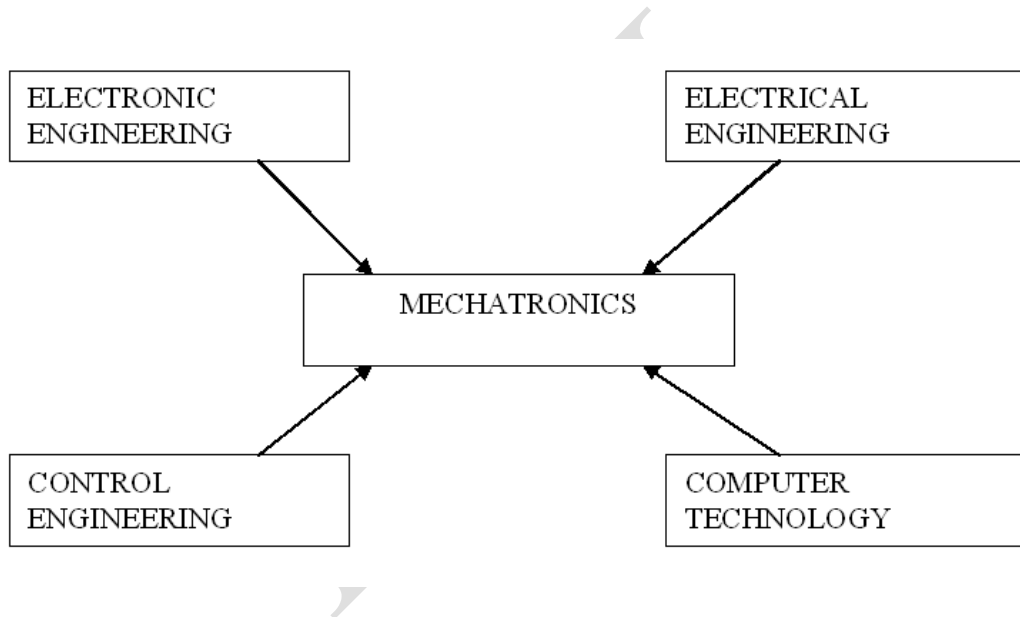 ELECTRONIC
ENGINEERING
ELECTRICAL
ENGINEERING
MECHATRONICS
CONTROL
ENGINEERING
COMPUTER
TECHNOLOGY